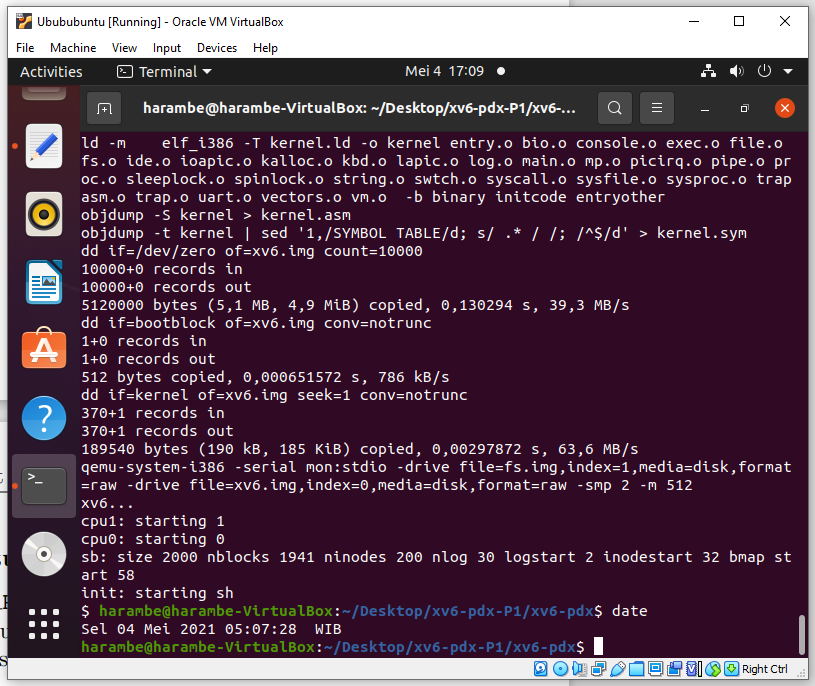 Ubububuntu [Running] - Oracle VM VirtualBox
File Machine View Input Devices Help
Activities Terminal Mei 4 17:09
harambe@harambe-VirtualBox: ~/Desktop/xv6-pdx-P1/xv6-...
ld -m    elf_i386 -T kernel.ld -o kernel entry.o bio.o console.o exec.o file.o
fs.o ide.o ioapic.o kalloc.o kbd.o lapic.o log.o main.o mp.o picirq.o pipe.o pr
oc.o sleeplock.o spinlock.o string.o swtch.o syscall.o sysfile.o sysproc.o trap
asm.o trap.o uart.o vectors.o vm.o  -b binary initcode entryother
objdump -S kernel > kernel.asm
objdump -t kernel | sed '1,/SYMBOL TABLE/d; s/ .* / /; /^$/d' > kernel.sym
dd if=/dev/zero of=xv6.img count=10000
10000+0 records in
10000+0 records out
5120000 bytes (5,1 MB, 4,9 MiB) copied, 0,130294 s, 39,3 MB/s
dd if=bootblock of=xv6.img conv=notrunc
1+0 records in
1+0 records out
512 bytes copied, 0,000651572 s, 786 kB/s
dd if=kernel of=xv6.img seek=1 conv=notrunc
370+1 records in
370+1 records out
189540 bytes (190 kB, 185 KiB) copied, 0,00297872 s, 63,6 MB/s
qemu-system-i386 -serial mon:stdio -drive file=fs.img,index=1,media=disk,format
=raw -drive file=xv6.img,index=0,media=disk,format=raw -smp 2 -m 512
xv6...
cpu1: starting 1
cpu0: starting 0
sb: size 2000 nblocks 1941 ninodes 200 nlog 30 logstart 2 inodestart 32 bmap st
art 58
init: starting sh
$ harambe@harambe-VirtualBox:~/Desktop/xv6-pdx-P1/xv6-pdx$ date
Sel 04 Mei 2021 05:07:28  WIB
harambe@harambe-VirtualBox:~/Desktop/xv6-pdx-P1/xv6-pdx$
Right Ctrl